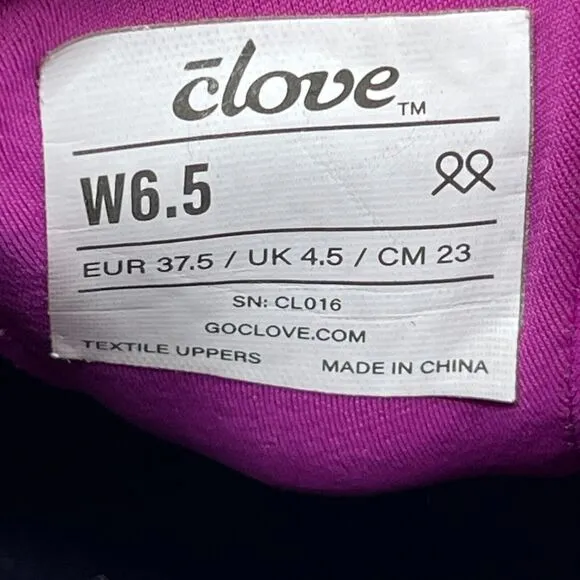 c̄love™
W6.5
EUR 37.5 / UK 4.5 / CM 23
SN: CL016
GOCLOVE.COM
TEXTILE UPPERS
MADE IN CHINA